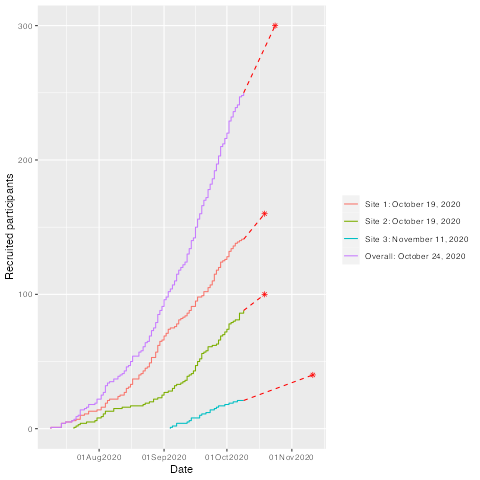 300
200
100
0
Recruited participants
01Aug2020 01Sep2020 01Oct2020 01Nov2020
Date
Site 1: October 19, 2020
Site 2: October 19, 2020
Site 3: November 11, 2020
Overall: October 24, 2020